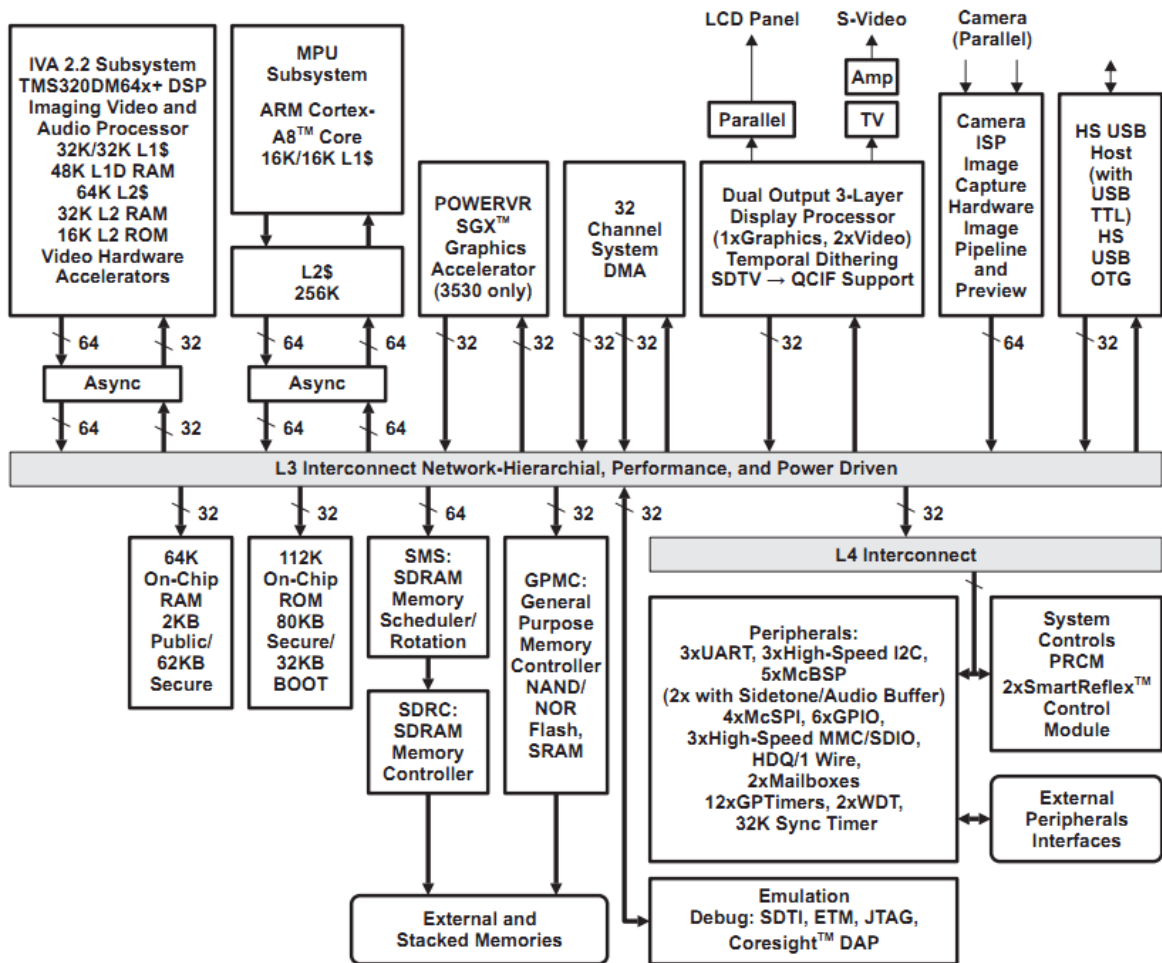 LCD Panel
S-Video
Camera
(Parallel)
Amp
Parallel
TV
IVA 2.2 Subsystem
TMS320DM64x+ DSP
Imaging Video and
Audio Processor
32K/32K L1$
48K L1D RAM
64K L2$
32K L2 RAM
16K L2 ROM
Video Hardware
Accelerators
MPU
Subsystem
ARM Cortex-
A8™ Core
16K/16K L1$
L2$
256K
POWERVR
SGX™
Graphics
Accelerator
(3530 only)
32
Channel
System
DMA
Dual Output 3-Layer
Display Processor
(1xGraphics, 2xVideo)
Temporal Dithering
SDTV → QCIF Support
Camera
ISP
Image
Capture
Hardware
Image
Pipeline
and
Preview
HS USB
Host
(with
USB
TTL)
HS
USB
OTG
64
32
64
64
32
32
32
32
32
64
32
Async
Async
64
32
64
64
L3 Interconnect Network-Hierarchial, Performance, and Power Driven
32
32
64
32
32
32
64K
On-Chip
RAM
2KB
Public/
62KB
Secure
112K
On-Chip
ROM
80KB
Secure/
32KB
BOOT
SMS:
SDRAM
Memory
Scheduler/
Rotation
SDRC:
SDRAM
Memory
Controller
GPMC:
General
Purpose
Memory
Controller
NAND/
NOR
Flash,
SRAM
External and
Stacked Memories
L4 Interconnect
Peripherals:
3xUART, 3xHigh-Speed I2C,
5xMcBSP
(2x with Sidetone/Audio Buffer)
4xMcSPI, 6xGPIO,
3xHigh-Speed MMC/SDIO,
HDQ/1 Wire,
2xMailboxes
12xGPTimers, 2xWDT,
32K Sync Timer
System
Controls
PRCM
2xSmartReflex™
Control
Module
External
Peripherals
Interfaces
Emulation
Debug: SDTI, ETM, JTAG,
Coresight™ DAP